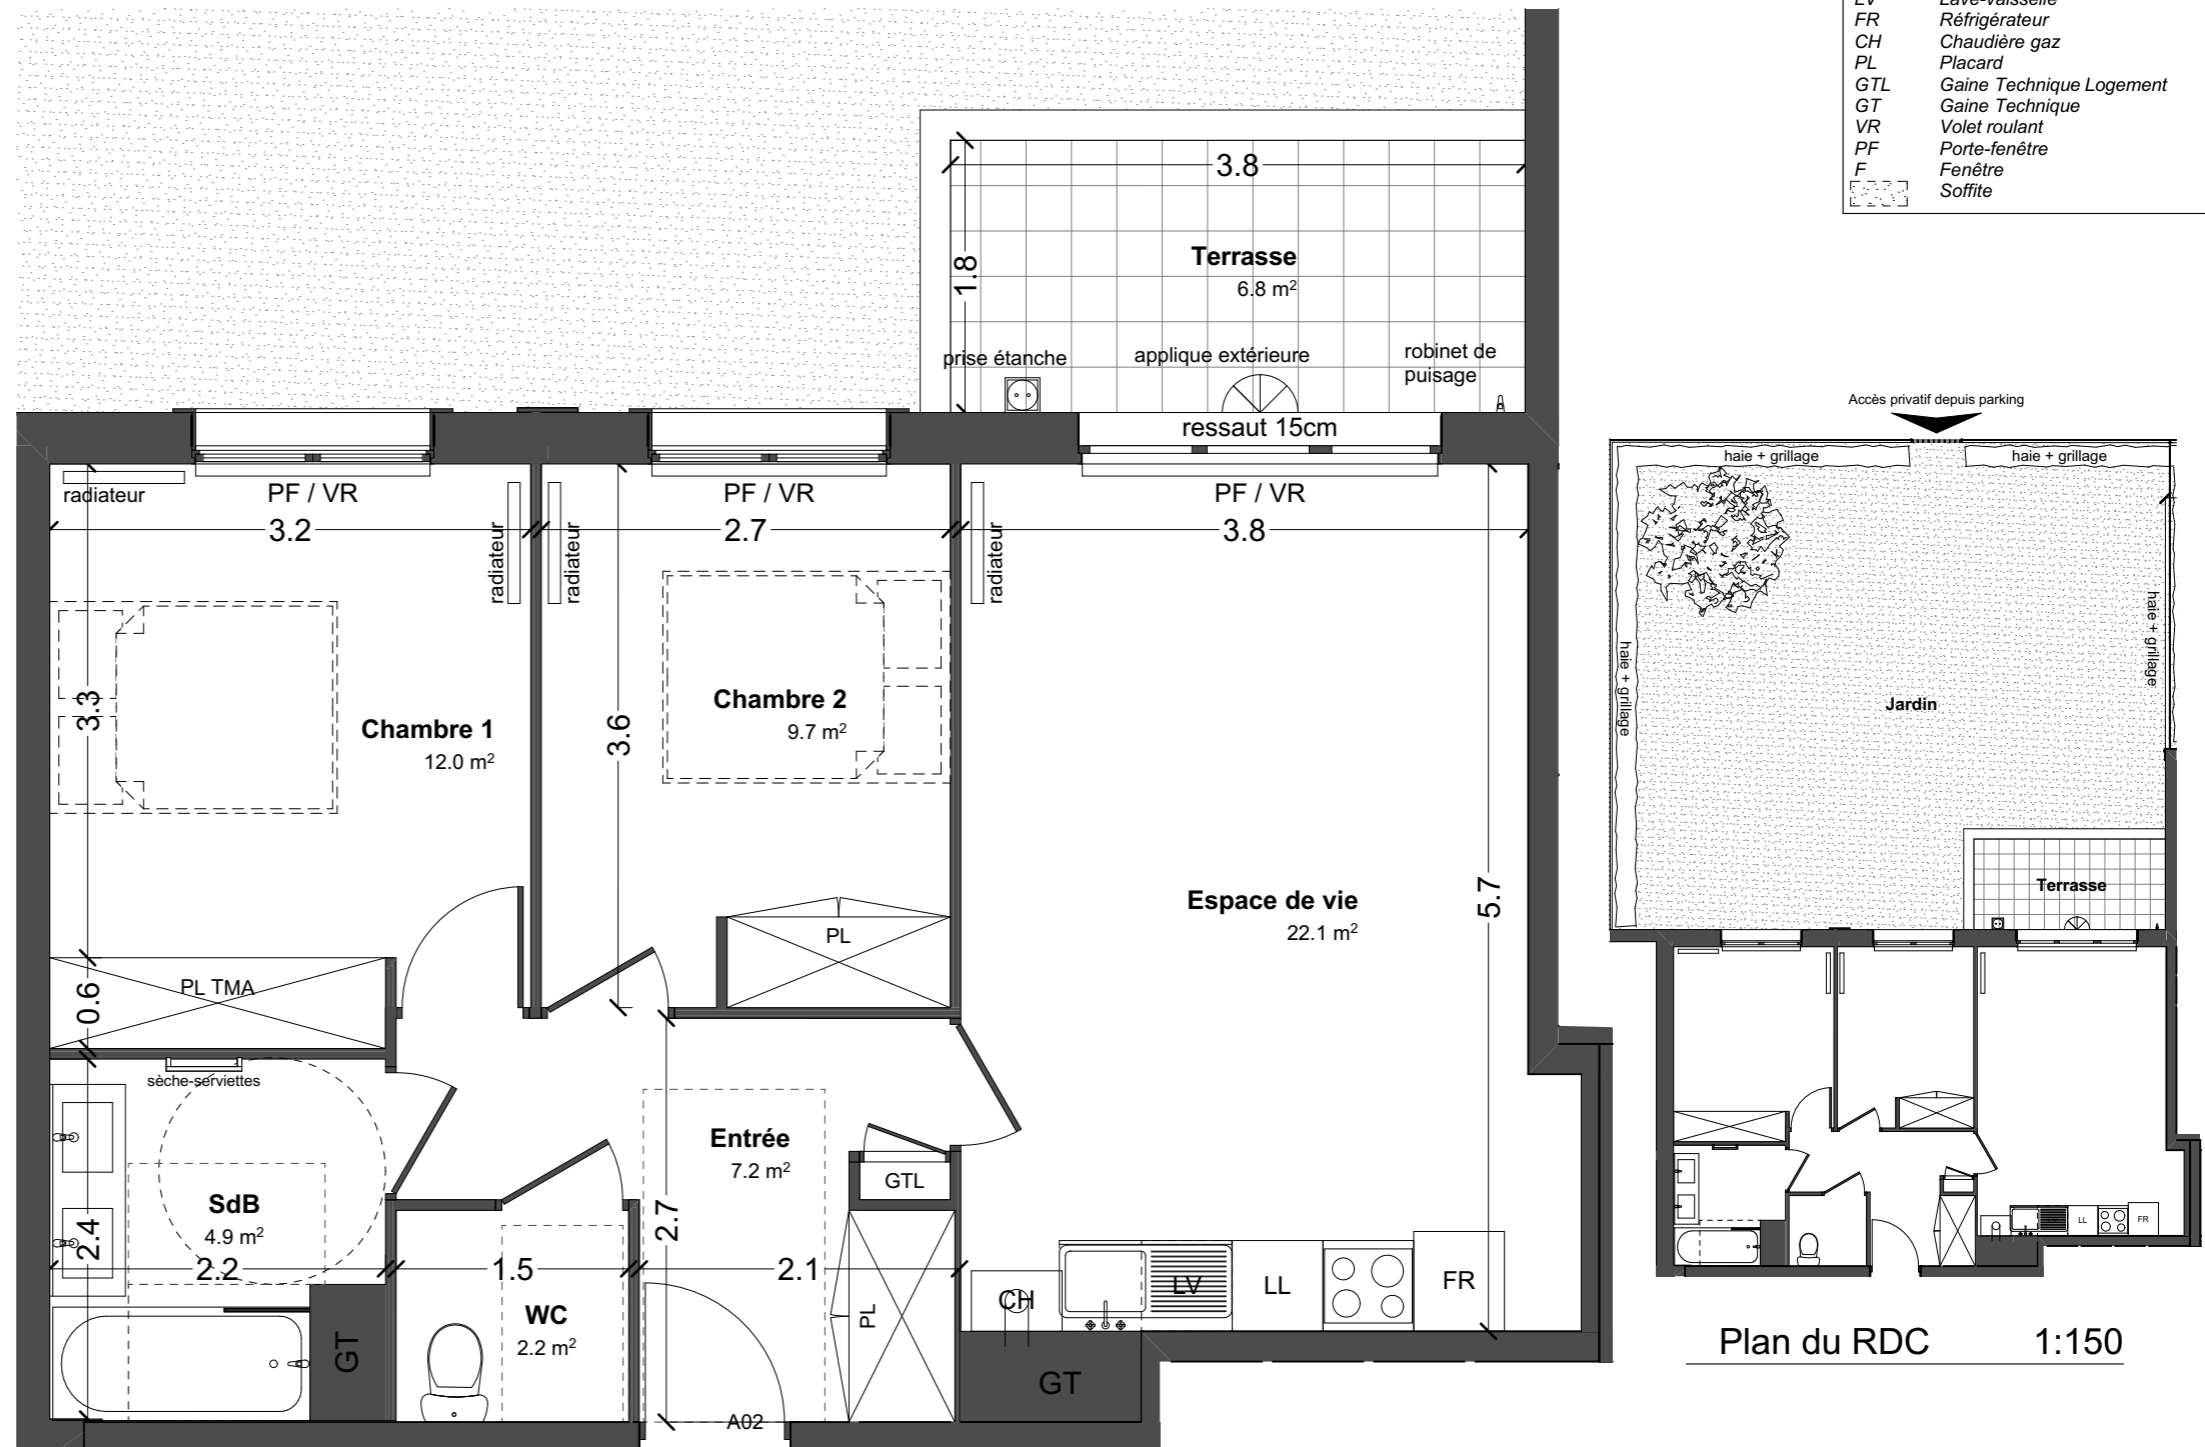 LV Lave-vaisselle
FR Réfrigérateur
CH Chaudière gaz
PL Placard
GTL Gaine Technique Logement
GT Gaine Technique
VR Volet roulant
PF Porte-fenêtre
F Fenêtre
Soffite
3.8
1.8
Terrasse
6.8 m²
prise étanche
applique extérieure
robinet de
puisage
ressaut 15cm
radiateur
PF / VR
3.2
radiateur
radiateur
PF / VR
2.7
radiateur
PF / VR
3.8
3.3
Chambre 1
12.0 m²
3.6
Chambre 2
9.7 m²
5.7
Espace de vie
22.1 m²
PL
PL TMA
0.6
sèche-serviettes
SdB
4.9 m²
2.4
2.2
GT
1.5
WC
2.2 m²
Entrée
7.2 m²
2.7
2.1
GTL
PL
A02
CH
LV
LL
FR
GT
Accès privatif depuis parking
haie + grillage
haie + grillage
haie + grillage
haie + grillage
Jardin
Terrasse
LL
FR
Plan du RDC 1:150